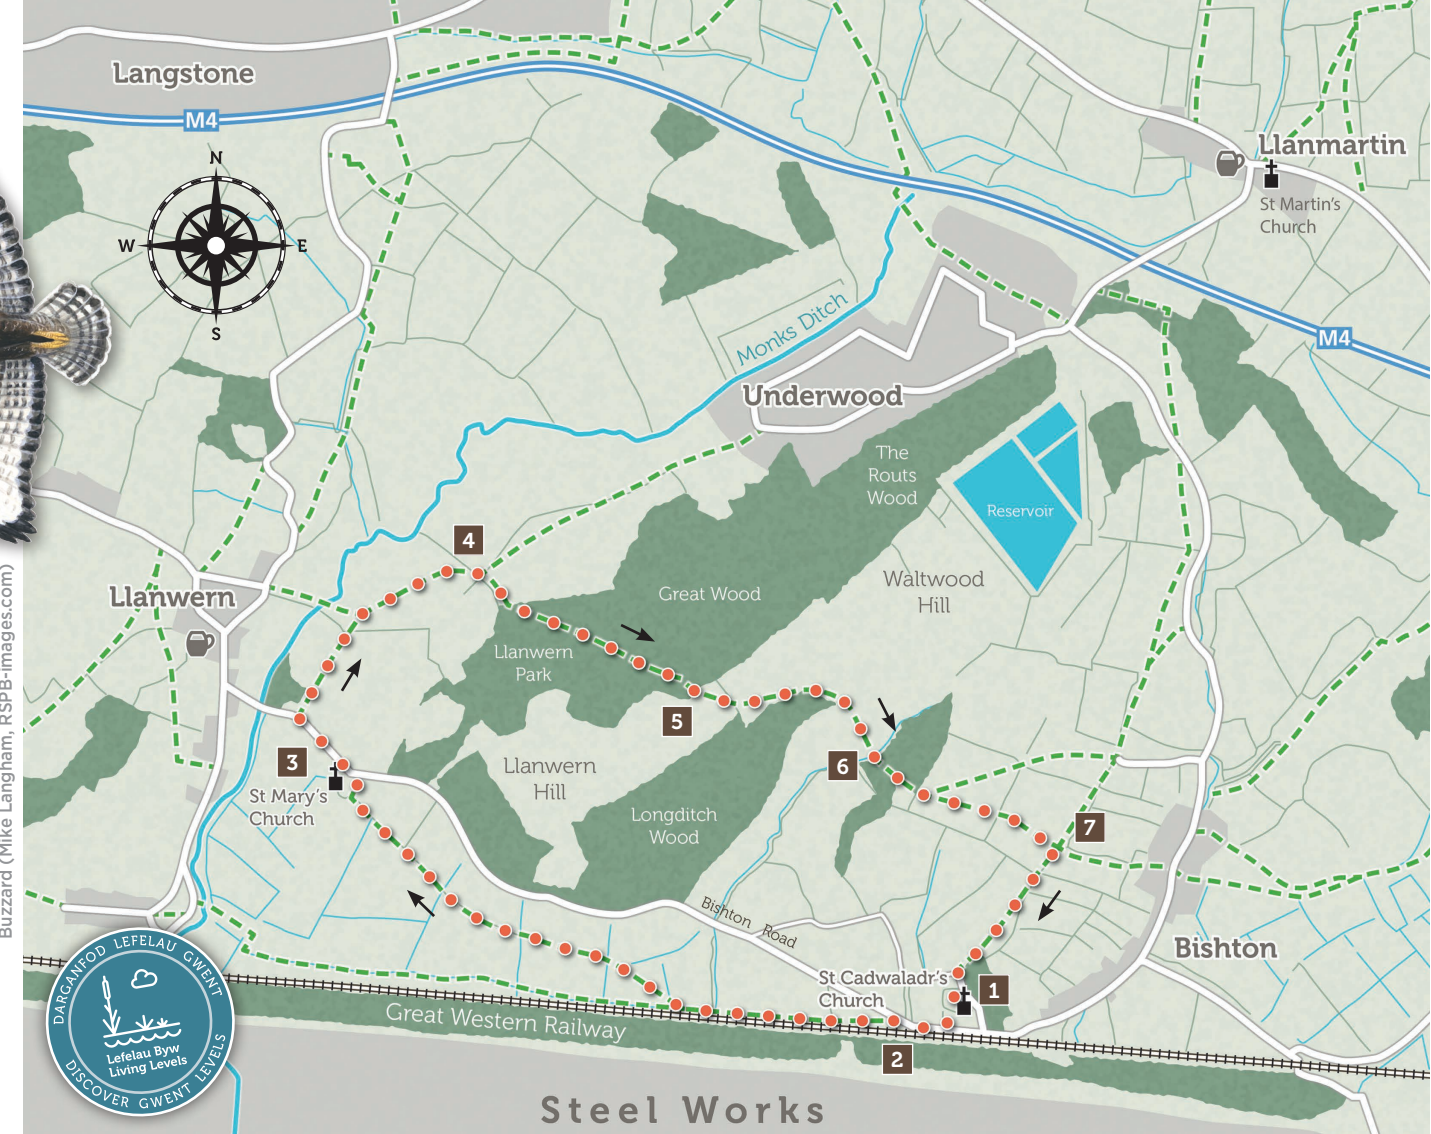 Langstone
M4
N
W
E
S
Llanmartin
St Martin's
Church
M4
Monks Ditch
Underwood
The
Routs
Wood
Reservoir
4
Llanwern
Great Wood
Waltwood
Hill
Llanwern
Park
5
3
6
St Mary's
Church
Llanwern
Hill
Longditch
Wood
7
Bishton Road
Bishton
St Cadwaladr's
Church
1
Great Western Railway
2
Steel Works
DARGANFOD LEFELAU GWENT
Lefelau Byw
Living Levels
DISCOVER GWENT LEVELS
Buzzard (Mike Langham, RSPB-images.com)